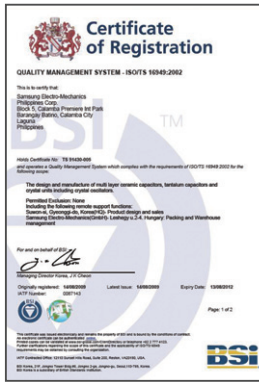 Certificate
of Registration
QUALITY MANAGEMENT SYSTEM - ISO/TS 16949:2002
This is to certify that:
Samsung Electro-Mechanics
Philippines Corp.
Block 5, Calamba Premiere Int Park
Barangay Batino, Calamba City
Laguna
Philippines
BSI
TM
Holds Certificate No: TS
and operates a Quality Management System which complies with the requirements of ISO/TS 16949:2002 for the
following scope:
The design and manufacture of multi layer ceramic capacitors, tantalum capacitors and
crystal units including crystal oscillators.
Permitted Exclusion: None
Including the following remote support functions:
Suwon-si, Gyeonggi-do, Korea(HQ)- Product design and sales
Samsung Electro-Mechanics(GmbH)- Hungary: Packing and Warehouse
management
For and on behalf of BSI:
Managing Director Korea, J K Cheon
Originally registered: 14/08/2009
Latest Issue: 14/08/2009
Expiry Date: 13/08/2012
IATF Number:
Page: 1 of 2
BSi